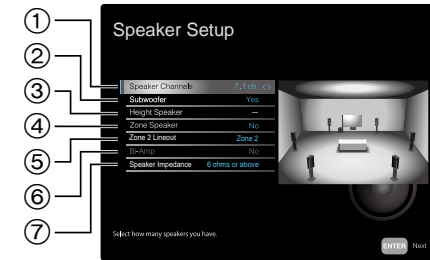 Speaker Setup
① Speaker Channels 7.1 ch <>
② Subwoofer Yes
③ Height Speaker ---
④ Zone Speaker No
⑤ Zone 2 Lineout Zone 2
⑥ Bi-Amp No
⑦ Speaker Impedance 6 ohms or above
Select how many speakers you have.
ENTER Next